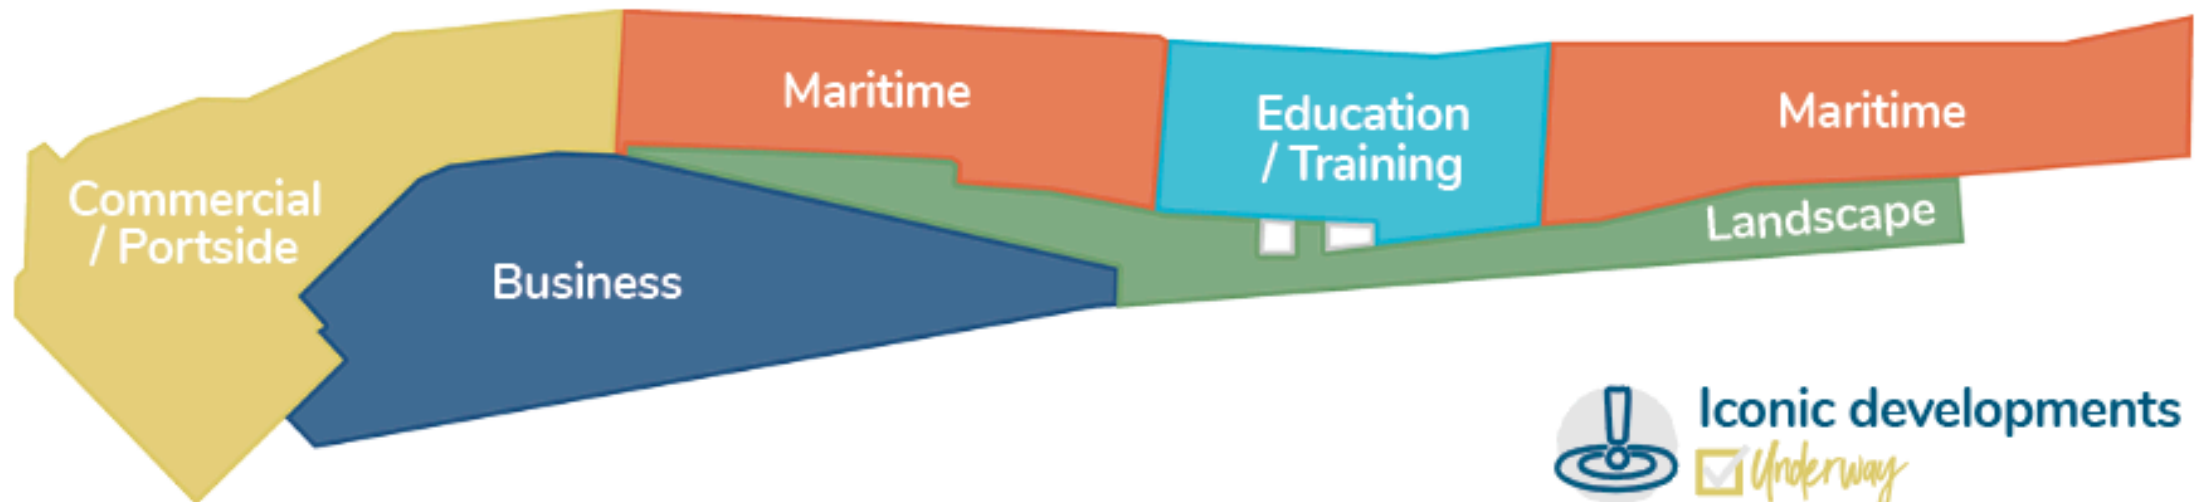 Maritime
Education
/ Training
Maritime
Commercial
/ Portside
Landscape
Business
Iconic developments
Underway